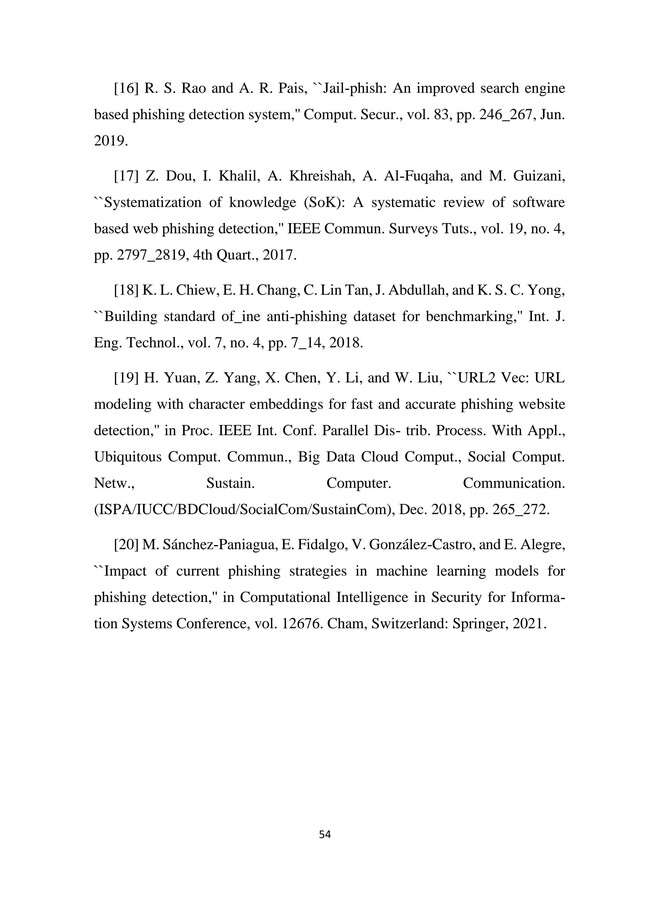 [16] R. S. Rao and A. R. Pais, ``Jail-phish: An improved search engine
based phishing detection system,'' Comput. Secur., vol. 83, pp. 246_267, Jun.
2019.
[17] Z. Dou, I. Khalil, A. Khreishah, A. Al-Fuqaha, and M. Guizani,
``Systematization of knowledge (SoK): A systematic review of software
based web phishing detection,'' IEEE Commun. Surveys Tuts., vol. 19, no. 4,
pp. 2797_2819, 4th Quart., 2017.
[18] K. L. Chiew, E. H. Chang, C. Lin Tan, J. Abdullah, and K. S. C. Yong,
``Building standard of_ine anti-phishing dataset for benchmarking,'' Int. J.
Eng. Technol., vol. 7, no. 4, pp. 7_14, 2018.
[19] H. Yuan, Z. Yang, X. Chen, Y. Li, and W. Liu, ``URL2 Vec: URL
modeling with character embeddings for fast and accurate phishing website
detection,'' in Proc. IEEE Int. Conf. Parallel Dis- trib. Process. With Appl.,
Ubiquitous Comput. Commun., Big Data Cloud Comput., Social Comput.
Netw., Sustain. Computer. Communication.
(ISPA/IUCC/BDCloud/SocialCom/SustainCom), Dec. 2018, pp. 265_272.
[20] M. Sánchez-Paniagua, E. Fidalgo, V. González-Castro, and E. Alegre,
``Impact of current phishing strategies in machine learning models for
phishing detection,'' in Computational Intelligence in Security for Informa-
tion Systems Conference, vol. 12676. Cham, Switzerland: Springer, 2021.
54